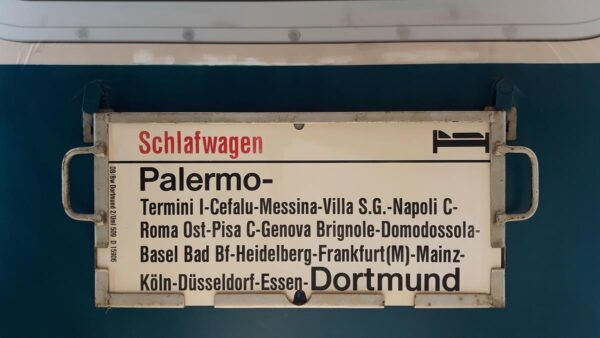 Schlafwagen
Palermo-
Termini I-Cefalu-Messina-Villa S.G.-Napoli C-
Roma Ost-Pisa C-Genova Brignole-Domodossola-
Basel Bad Bf-Heidelberg-Frankfurt(M)-Mainz-
Köln-Düsseldorf-Essen-Dortmund